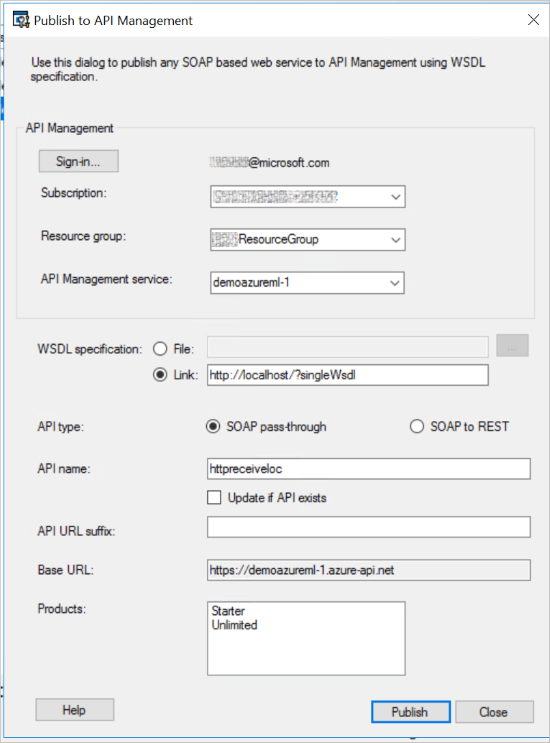 Publish to API Management
Use this dialog to publish any SOAP based web service to API Management using WSDL
specification.
API Management
Sign-in...
@microsoft.com
Subscription:
Resource group:
ResourceGroup
API Management service:
demoazureml-1
WSDL specification:
File:
...
Link:
http://localhost/?singleWsdl
API type:
SOAP pass-through
SOAP to REST
API name:
httpreceiveloc
Update if API exists
API URL suffix:
Base URL:
https://demoazureml-1.azure-api.net
Products:
Starter
Unlimited
Help
Publish
Close